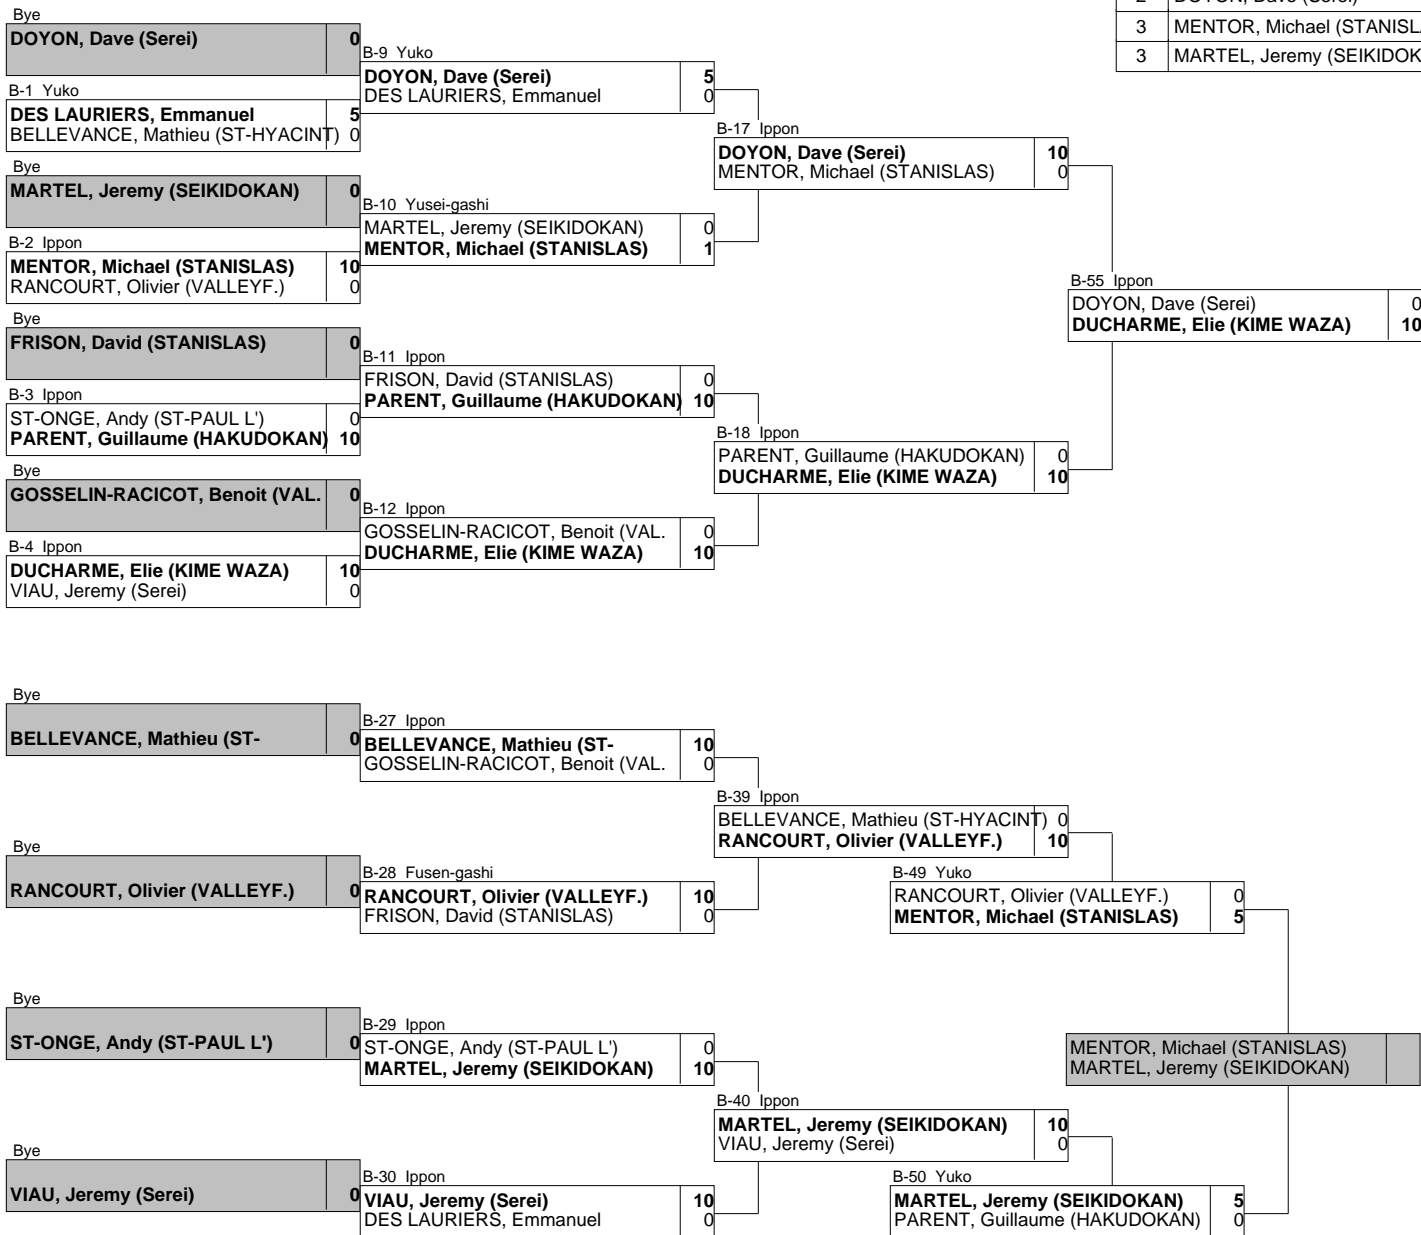 2 DOYON, Dave (Serei)
3 MENTOR, Michael (STANISL
3 MARTEL, Jeremy (SEIKIDOK
Bye
DOYON, Dave (Serei) 0
B-1 Yuko
DES LAURIERS, Emmanuel 5
BELLEVANCE, Mathieu (ST-HYACINT) 0
Bye
MARTEL, Jeremy (SEIKIDOKAN) 0
B-2 Ippon
MENTOR, Michael (STANISLAS) 10
RANCOURT, Olivier (VALLEYF.) 0
Bye
FRISON, David (STANISLAS) 0
B-3 Ippon
ST-ONGE, Andy (ST-PAUL L') 0
PARENT, Guillaume (HAKUDOKAN) 10
Bye
GOSSELIN-RACICOT, Benoit (VAL. 0
B-4 Ippon
DUCHARME, Elie (KIME WAZA) 10
VIAU, Jeremy (Serei) 0
B-9 Yuko
DOYON, Dave (Serei) 5
DES LAURIERS, Emmanuel 0
B-10 Yusei-gashi
MARTEL, Jeremy (SEIKIDOKAN) 0
MENTOR, Michael (STANISLAS) 1
B-11 Ippon
FRISON, David (STANISLAS) 0
PARENT, Guillaume (HAKUDOKAN) 10
B-12 Ippon
GOSSELIN-RACICOT, Benoit (VAL. 0
DUCHARME, Elie (KIME WAZA) 10
B-17 Ippon
DOYON, Dave (Serei) 10
MENTOR, Michael (STANISLAS) 0
B-18 Ippon
PARENT, Guillaume (HAKUDOKAN) 0
DUCHARME, Elie (KIME WAZA) 10
B-55 Ippon
DOYON, Dave (Serei) 0
DUCHARME, Elie (KIME WAZA) 10
Bye
BELLEVANCE, Mathieu (ST- 0
Bye
RANCOURT, Olivier (VALLEYF.) 0
Bye
ST-ONGE, Andy (ST-PAUL L') 0
Bye
VIAU, Jeremy (Serei) 0
B-27 Ippon
BELLEVANCE, Mathieu (ST- 10
GOSSELIN-RACICOT, Benoit (VAL. 0
B-28 Fusen-gashi
RANCOURT, Olivier (VALLEYF.) 10
FRISON, David (STANISLAS) 0
B-29 Ippon
ST-ONGE, Andy (ST-PAUL L') 0
MARTEL, Jeremy (SEIKIDOKAN) 10
B-30 Ippon
VIAU, Jeremy (Serei) 10
DES LAURIERS, Emmanuel 0
B-39 Ippon
BELLEVANCE, Mathieu (ST-HYACINT) 0
RANCOURT, Olivier (VALLEYF.) 10
B-40 Ippon
MARTEL, Jeremy (SEIKIDOKAN) 10
VIAU, Jeremy (Serei) 0
B-49 Yuko
RANCOURT, Olivier (VALLEYF.) 0
MENTOR, Michael (STANISLAS) 5
B-50 Yuko
MARTEL, Jeremy (SEIKIDOKAN) 5
PARENT, Guillaume (HAKUDOKAN) 0
MENTOR, Michael (STANISLAS)
MARTEL, Jeremy (SEIKIDOKAN)